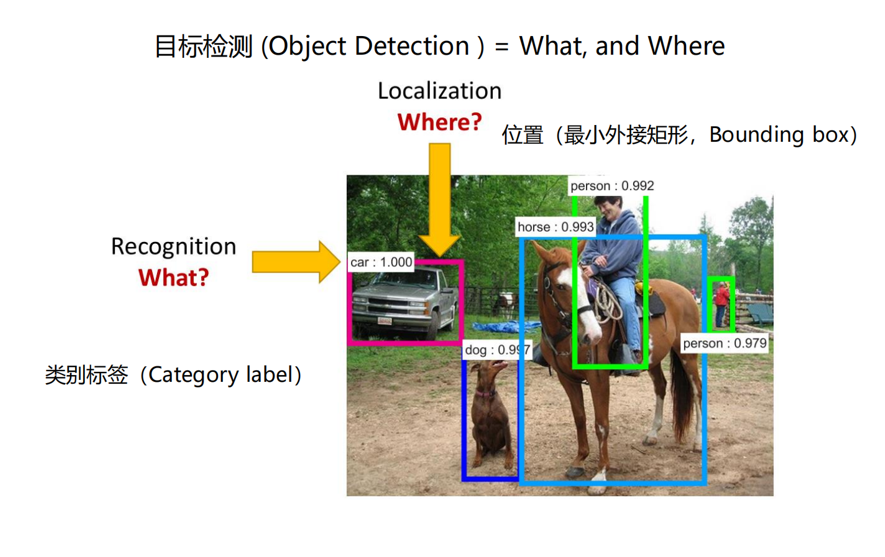 目标检测 (Object Detection ) = What, and Where
Localization
Where?
位置（最小外接矩形，Bounding box）
person : 0.992
horse : 0.993
Recognition
What?
car : 1.000
person : 0.979
dog : 0.997
类别标签（Category label）